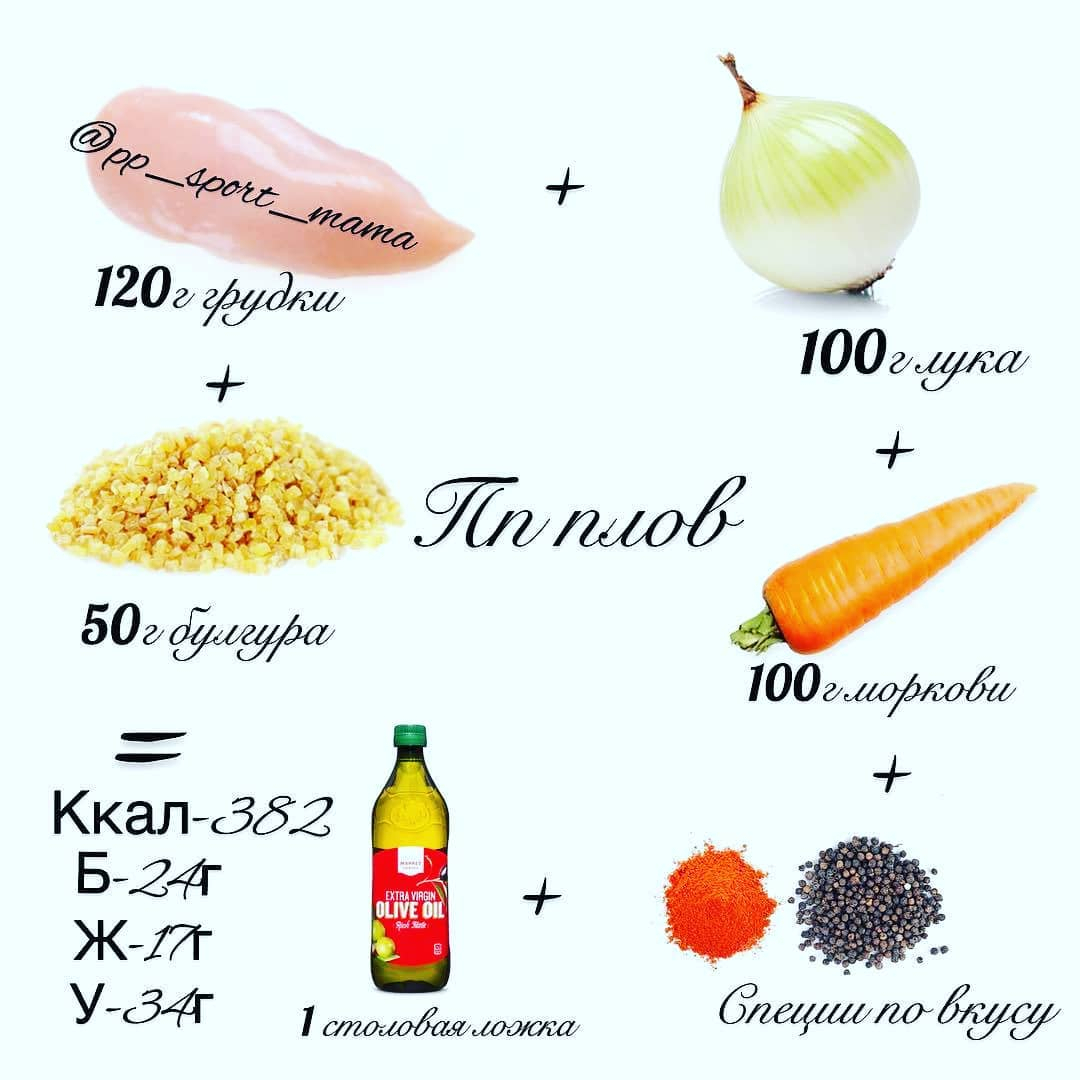 @pp_sport_mama
120г грудки
+
100г лука
+
+
Пп плов
50г булгура
100г моркови
=
+
Ккал-382
Б-24г
Ж-17г
У-34г
EXTRA VIRGIN
OLIVE OIL
+
1 столовая ложка
Специи по вкусу